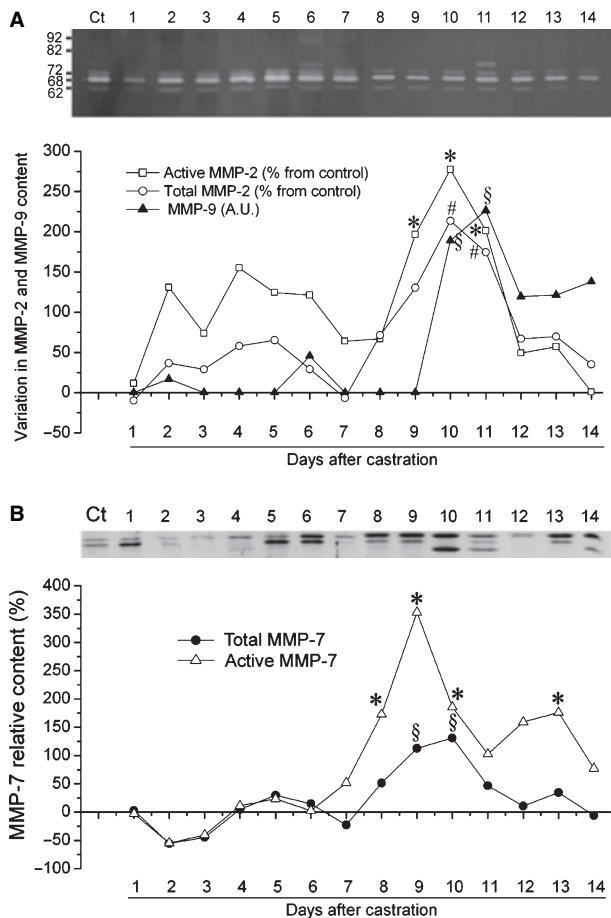 A
Ct 1 2 3 4 5 6 7 8 9 10 11 12 13 14
92
82
72
68
62
300
250
200
150
100
50
0
−50
Variation in MMP-2 and MMP-9 content
Active MMP-2 (% from control)
Total MMP-2 (% from control)
MMP-9 (A.U.)
*
*
#
§
§
*
#
1 2 3 4 5 6 7 8 9 10 11 12 13 14
Days after castration
B
Ct 1 2 3 4 5 6 7 8 9 10 11 12 13 14
400
350
300
250
200
150
100
50
0
−50
−100
MMP-7 relative content (%)
Total MMP-7
Active MMP-7
*
*
*
*
§
§
1 2 3 4 5 6 7 8 9 10 11 12 13 14
Days after castration